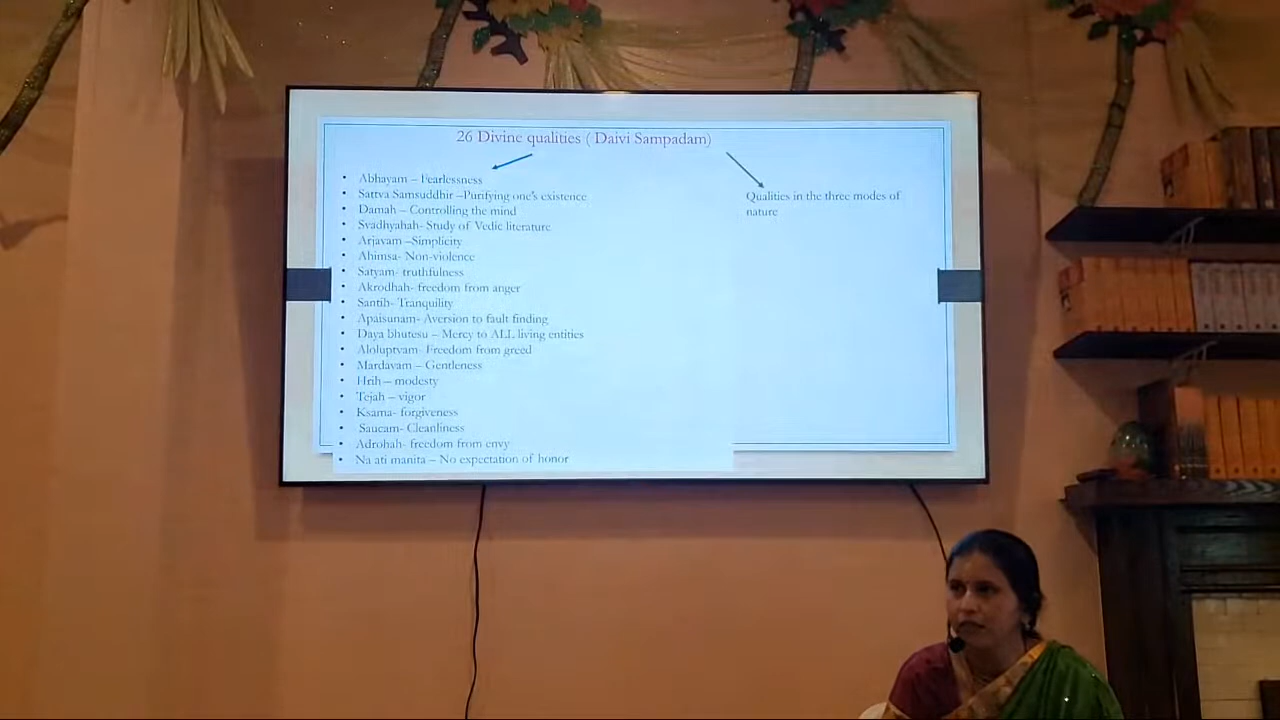 26 Divine qualities ( Daivi Sampadam)
• Abhayam – Fearlessness
• Sattva Samsuddhir –Purifying one's existence
• Damah – Controlling the mind
• Svadhyahah- Study of Vedic literature
• Arjavam –Simplicity
• Ahimsa- Non-violence
• Satyam- truthfulness
• Akrodhah- freedom from anger
• Santih- Tranquility
• Apaisunam- Aversion to fault finding
• Daya bhutesu – Mercy to ALL living entities
• Aloluptvam- Freedom from greed
• Mardavam – Gentleness
• Hrih – modesty
• Tejah – vigor
• Ksama- forgiveness
• Saucam- Cleanliness
• Adrohah- freedom from envy
• Na ati manita – No expectation of honor
Qualities in the three modes of
nature